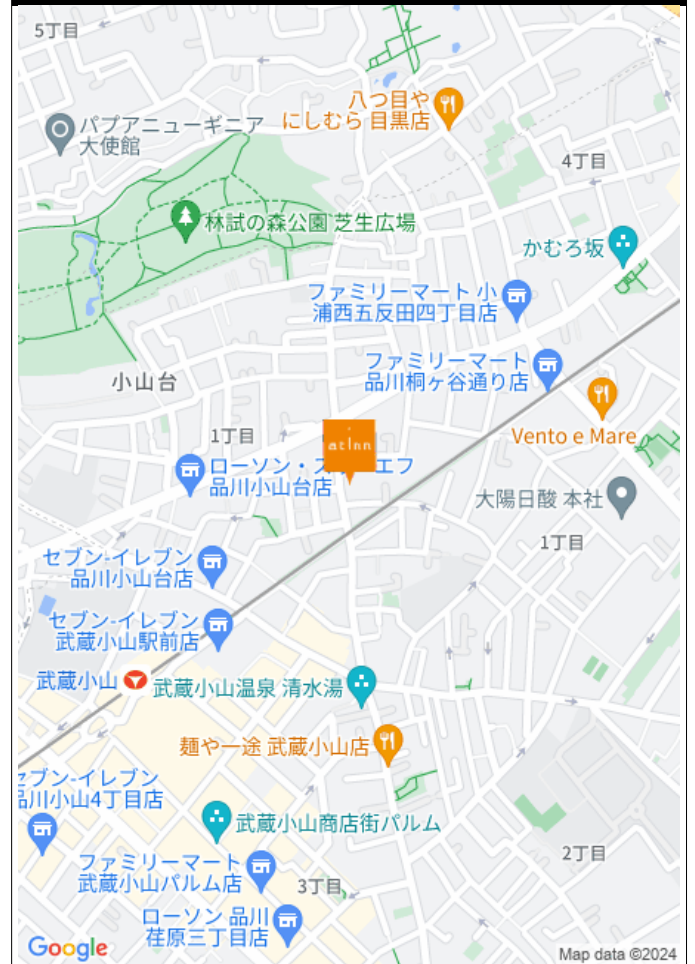 5丁目
八つ目や
にしむら 目黒店
パプアニューギニア
大使館
4丁目
林試の森公園 芝生広場
かむろ坂
ファミリーマート 小
浦西五反田四丁目店
ファミリーマート
品川桐ヶ谷通り店
小山台
1丁目
at inn
Vento e Mare
ローソン・ス エフ
品川小山台店
大陽日酸 本社
1丁目
セブン-イレブン
品川小山台店
セブン-イレブン
武蔵小山駅前店
武蔵小山
武蔵小山温泉 清水湯
麺や一途 武蔵小山店
セブン-イレブン
品川小山4丁目店
武蔵小山商店街パルム
2丁目
ファミリーマート
武蔵小山パルム店
3丁目
ローソン 品川
荏原三丁目店
Google
Map data ©2024